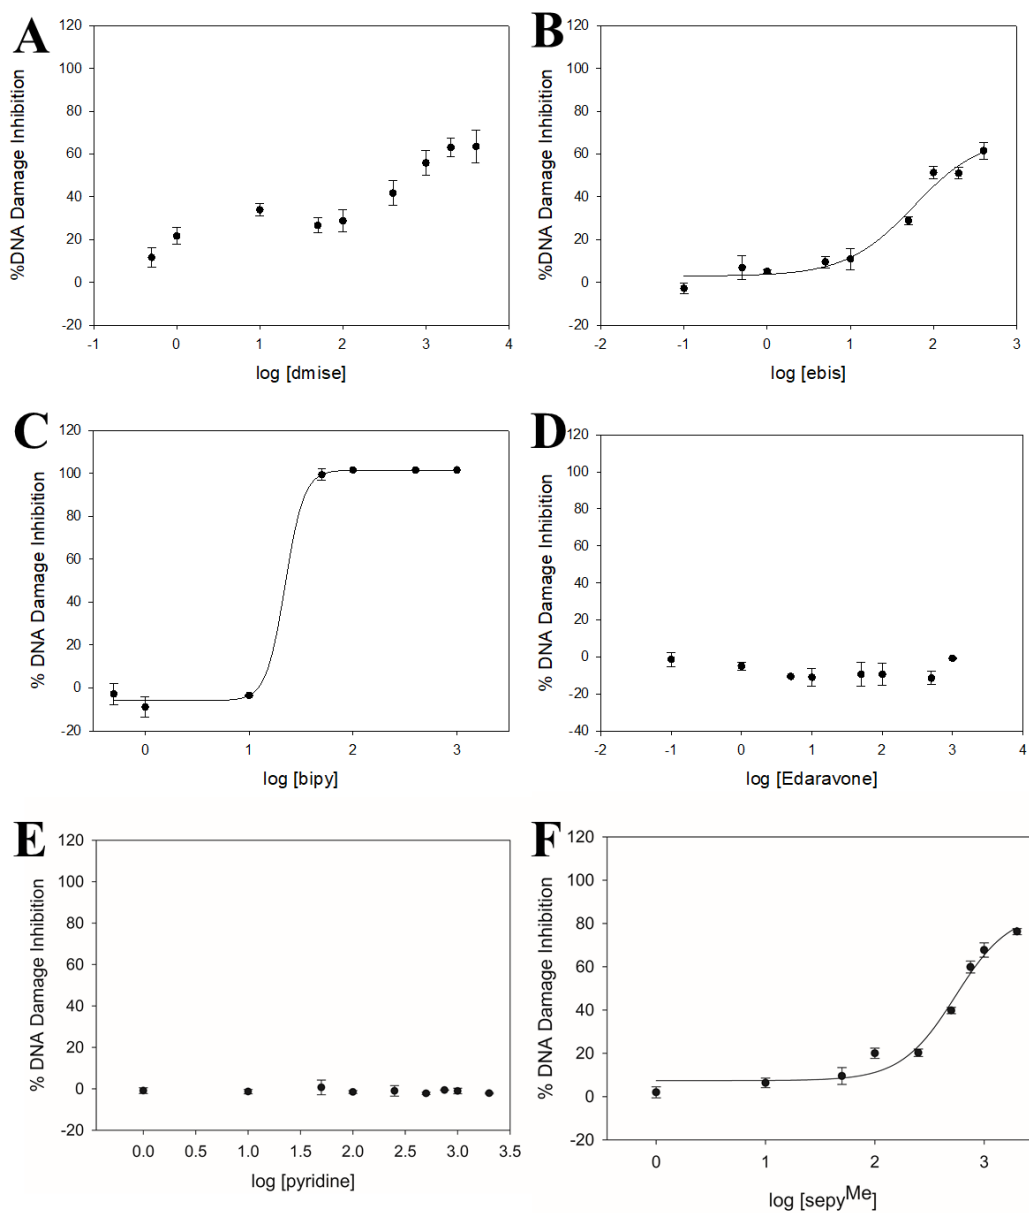 A
%DNA Damage Inhibition
120
100
80
60
40
20
0
-20
-1 0 1 2 3 4
log [dmise]
B
%DNA Damage Inhibition
120
100
80
60
40
20
0
-20
-2 -1 0 1 2 3
log [ebis]
C
% DNA Damage Inhibition
120
100
80
60
40
20
0
-20
0 1 2 3
log [bipy]
D
% DNA Damage Inhibition
120
100
80
60
40
20
0
-20
-40
-2 -1 0 1 2 3 4
log [Edaravone]
E
% DNA Damage Inhibition
120
100
80
60
40
20
0
-20
0.0 0.5 1.0 1.5 2.0 2.5 3.0 3.5
log [pyridine]
F
% DNA Damage Inhibition
120
100
80
60
40
20
0
-20
0 1 2 3
log [sepyMe]